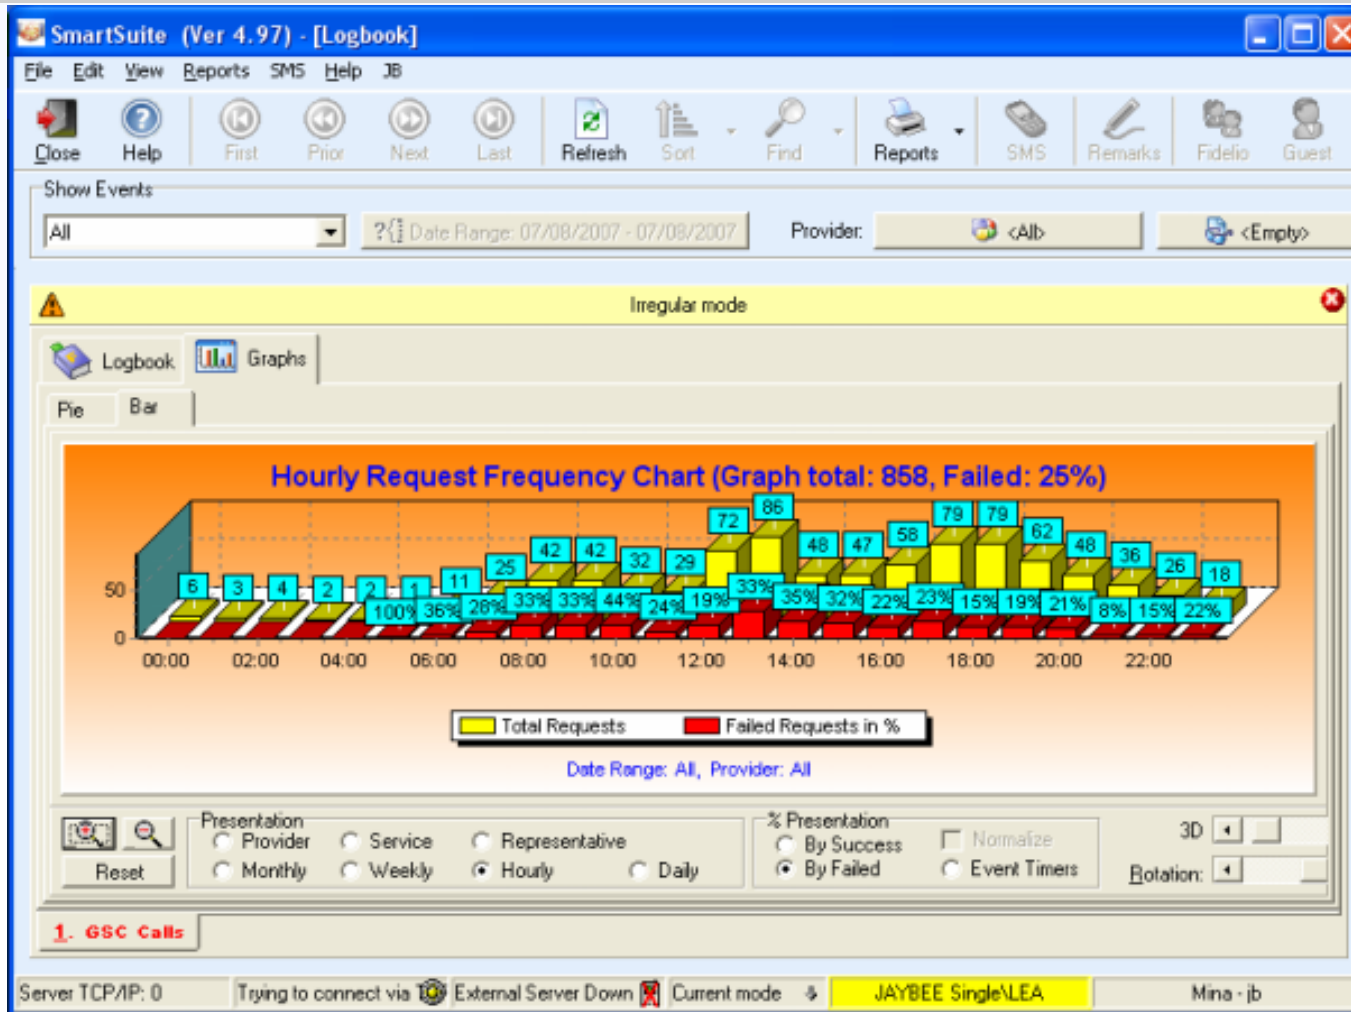 SmartSuite (Ver 4.97) - [Logbook]
File Edit View Reports SMS Help JB
Close Help First Prior Next Last Refresh Sort Find Reports SMS Remarks Fidelio Guest
Show Events
All ?{} Date Range: 07/08/2007 - 07/08/2007 Provider: <All> <Empty>
Irregular mode
Logbook Graphs
Pie Bar
Hourly Request Frequency Chart (Graph total: 858, Failed: 25%)
6 3 4 2 2 1 11 25 42 42 32 29 72 86 48 47 58 79 79 62 48 36 26 18
100% 36% 28% 33% 33% 44% 24% 19% 33% 35% 32% 22% 23% 15% 19% 21% 8% 15% 22%
50
0
00:00 02:00 04:00 06:00 08:00 10:00 12:00 14:00 16:00 18:00 20:00 22:00
Total Requests Failed Requests in %
Date Range: All, Provider: All
Presentation % Presentation
Provider Service Representative By Success Normalize 3D
Reset Monthly Weekly Hourly Daily By Failed Event Timers Rotation:
1. GSC Calls
Server TCP/IP: 0 Trying to connect via External Server Down Current mode JAYBEE Single\LEA Mina - jb